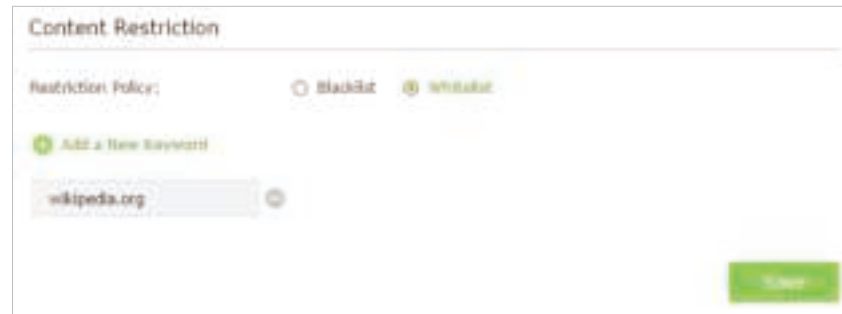 Content Restriction
Restriction Policy: Blacklist Whitelist
Add a New Keyword
wikipedia.org
Save